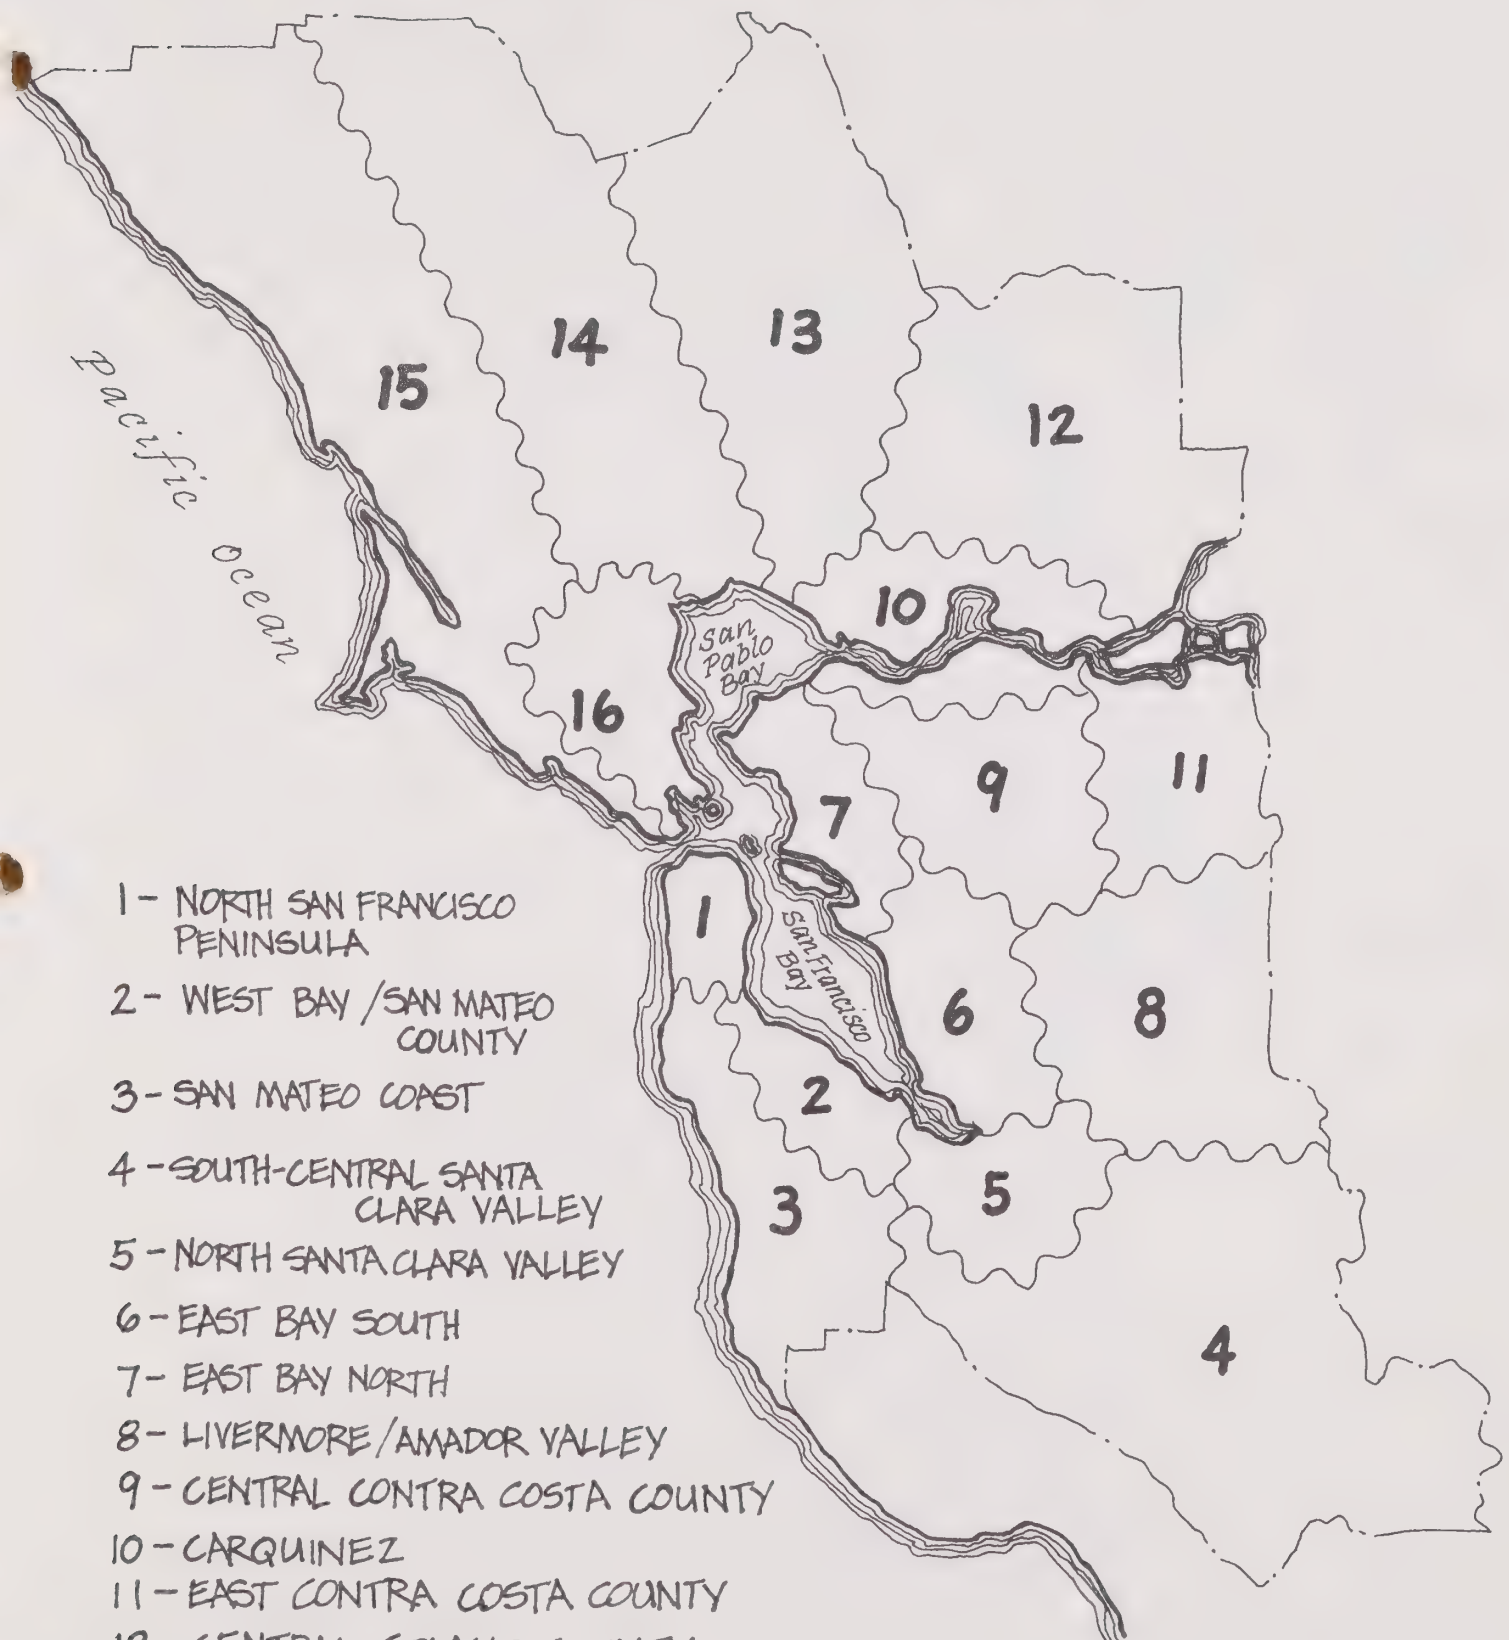 15
14
13
12
pacific ocean
10
San
Pablo
Bay
16
9
11
7
1
San Francisco
Bay
6
8
2
5
3
4
1 - NORTH SAN FRANCISCO
PENINSULA
2 - WEST BAY / SAN MATEO
COUNTY
3 - SAN MATEO COAST
4 - SOUTH-CENTRAL SANTA
CLARA VALLEY
5 - NORTH SANTA CLARA VALLEY
6 - EAST BAY SOUTH
7 - EAST BAY NORTH
8 - LIVERMORE/AMADOR VALLEY
9 - CENTRAL CONTRA COSTA COUNTY
10 - CARQUINEZ
11 - EAST CONTRA COSTA COUNTY